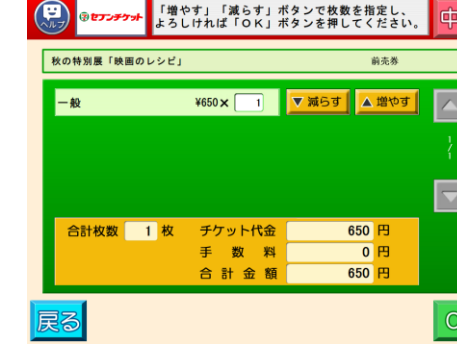 ヘルプ
セブンチケット
「増やす」「減らす」ボタンで枚数を指定し、
よろしければ「OK」ボタンを押してください。
中
秋の特別展「映画のレシピ」 前売券
一般 ¥650× 1 ▼減らす ▲増やす
1/1
合計枚数 1 枚 チケット代金 650 円
手数料 0 円
合計金額 650 円
戻る